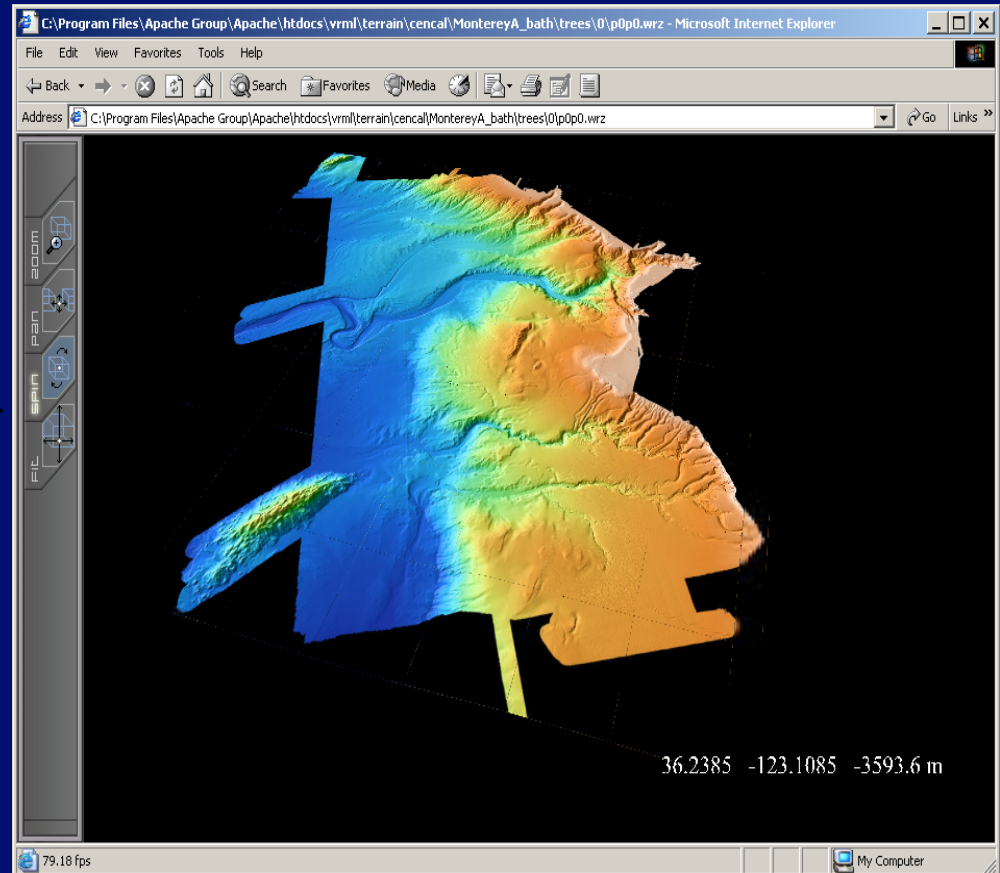 C:\Program Files\Apache Group\Apache\htdocs\vrml\terrain\cencal\MontereyA_bath\trees\0\p0p0.wrz - Microsoft Internet Explorer
File Edit View Favorites Tools Help
Back Search Favorites Media
Address C:\Program Files\Apache Group\Apache\htdocs\vrml\terrain\cencal\MontereyA_bath\trees\0\p0p0.wrz Go Links »
ZOOM
PAN
SPIN
FIT
36.2385 -123.1085 -3593.6 m
79.18 fps My Computer